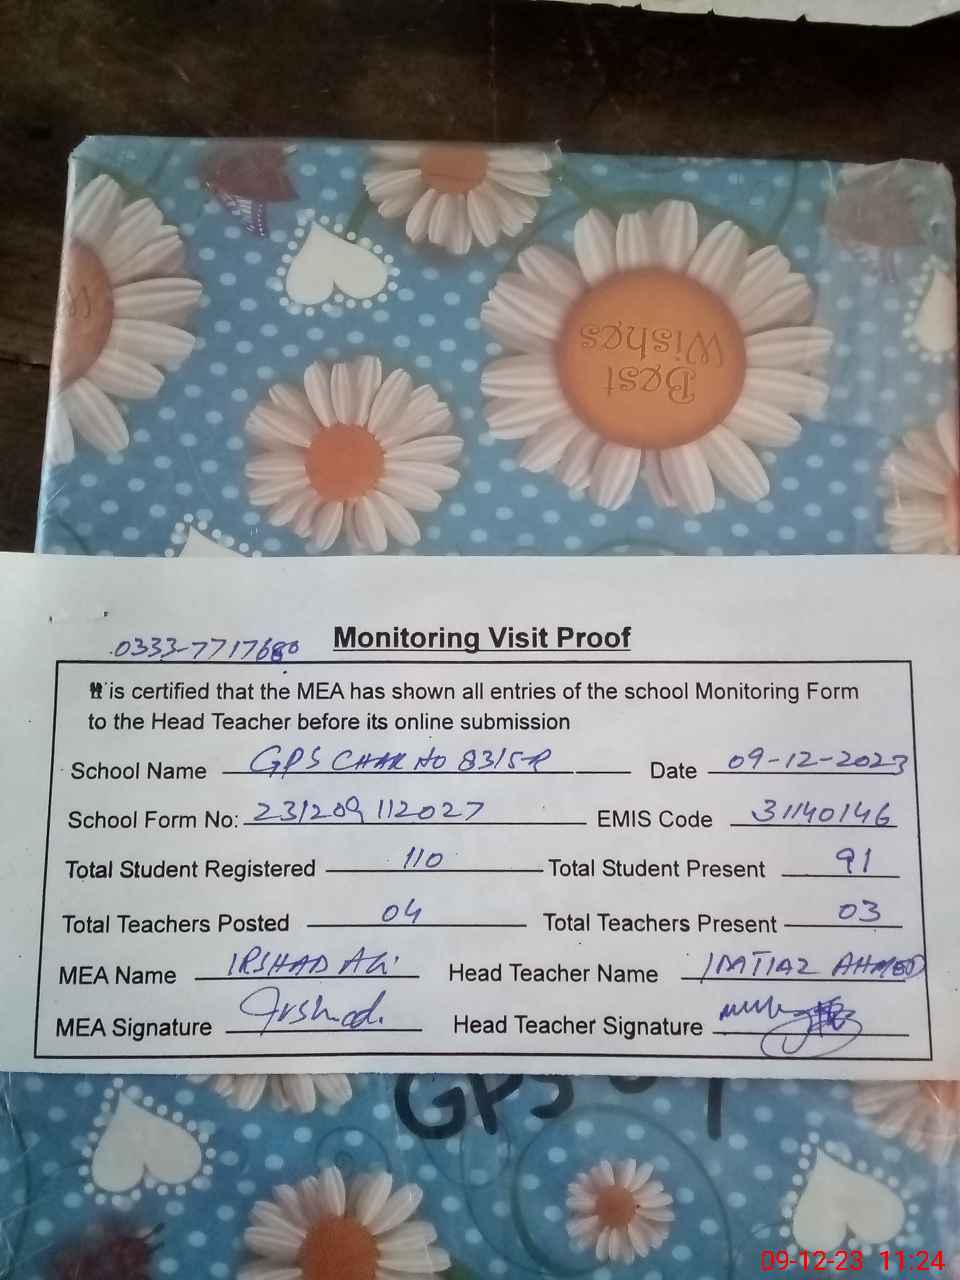 Best
Wishes
0333-7717680
Monitoring Visit Proof
It is certified that the MEA has shown all entries of the school Monitoring Form
to the Head Teacher before its online submission
School Name GPS CHAK NO 83/5-R Date 09-12-2023
School Form No: 231209112027 EMIS Code 31140146
Total Student Registered 110 Total Student Present 91
Total Teachers Posted 04 Total Teachers Present 03
MEA Name IRSHAD ALI Head Teacher Name IMTIAZ AHMED
MEA Signature Irshad. Head Teacher Signature
GPS
09-12-23 11:24